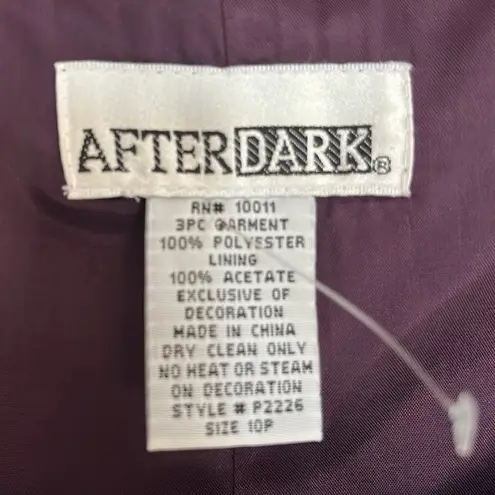 AFTERDARK®
RN# 10011
3PC GARMENT
100% POLYESTER
LINING
100% ACETATE
EXCLUSIVE OF
DECORATION
MADE IN CHINA
DRY CLEAN ONLY
NO HEAT OR STEAM
ON DECORATION
STYLE # P2226
SIZE 10P